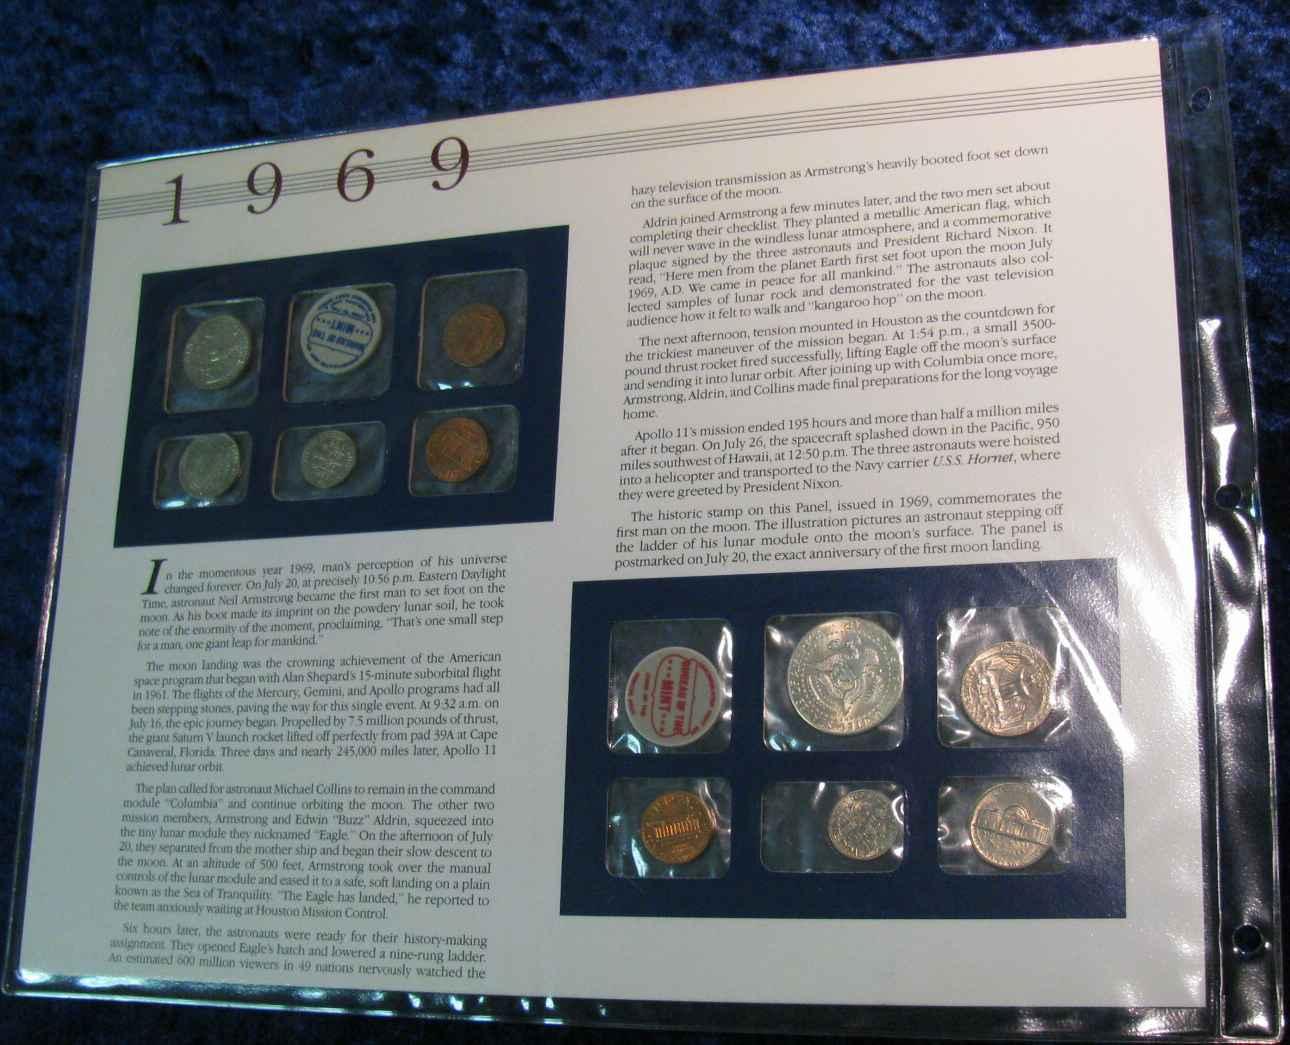 1969
BUREAU OF THE
MINT
In the momentous year 1969, man's perception of his universe
changed forever. On July 20, at precisely 10:56 p.m. Eastern Daylight
Time, astronaut Neil Armstrong became the first man to set foot on the
moon. As his boot made its imprint on the powdery lunar soil, he took
note of the enormity of the moment, proclaiming, "That's one small step
for a man, one giant leap for mankind."
The moon landing was the crowning achievement of the American
space program that began with Alan Shepard's 15-minute suborbital flight
in 1961. The flights of the Mercury, Gemini, and Apollo programs had all
been stepping stones, paving the way for this single event. At 9:32 a.m. on
July 16, the epic journey began. Propelled by 7.5 million pounds of thrust,
the giant Saturn V launch rocket lifted off perfectly from pad 39A at Cape
Canaveral, Florida. Three days and nearly 245,000 miles later, Apollo 11
achieved lunar orbit.
The plan called for astronaut Michael Collins to remain in the command
module "Columbia" and continue orbiting the moon. The other two
mission members, Armstrong and Edwin "Buzz" Aldrin, squeezed into
the tiny lunar module they nicknamed "Eagle." On the afternoon of July
20, they separated from the mother ship and began their slow descent to
the moon. At an altitude of 500 feet, Armstrong took over the manual
controls of the lunar module and eased it to a safe, soft landing on a plain
known as the Sea of Tranquility. "The Eagle has landed," he reported to
the team anxiously waiting at Houston Mission Control.
Six hours later, the astronauts were ready for their history-making
assignment. They opened Eagle's hatch and lowered a nine-rung ladder.
An estimated 600 million viewers in 49 nations nervously watched the
hazy television transmission as Armstrong's heavily booted foot set down
on the surface of the moon.
Aldrin joined Armstrong a few minutes later, and the two men set about
completing their checklist. They planted a metallic American flag, which
will never wave in the windless lunar atmosphere, and a commemorative
plaque signed by the three astronauts and President Richard Nixon. It
read, "Here men from the planet Earth first set foot upon the moon July
1969, A.D. We came in peace for all mankind." The astronauts also col-
lected samples of lunar rock and demonstrated for the vast television
audience how it felt to walk and "kangaroo hop" on the moon.
The next afternoon, tension mounted in Houston as the countdown for
the trickiest maneuver of the mission began. At 1:54 p.m., a small 3500-
pound thrust rocket fired successfully, lifting Eagle off the moon's surface
and sending it into lunar orbit. After joining up with Columbia once more,
Armstrong, Aldrin, and Collins made final preparations for the long voyage
home.
Apollo 11's mission ended 195 hours and more than half a million miles
after it began. On July 26, the spacecraft splashed down in the Pacific, 950
miles southwest of Hawaii, at 12:50 p.m. The three astronauts were hoisted
into a helicopter and transported to the Navy carrier U.S.S. Hornet, where
they were greeted by President Nixon.
The historic stamp on this Panel, issued in 1969, commemorates the
first man on the moon. The illustration pictures an astronaut stepping off
the ladder of his lunar module onto the moon's surface. The panel is
postmarked on July 20, the exact anniversary of the first moon landing.
BUREAU OF THE
MINT